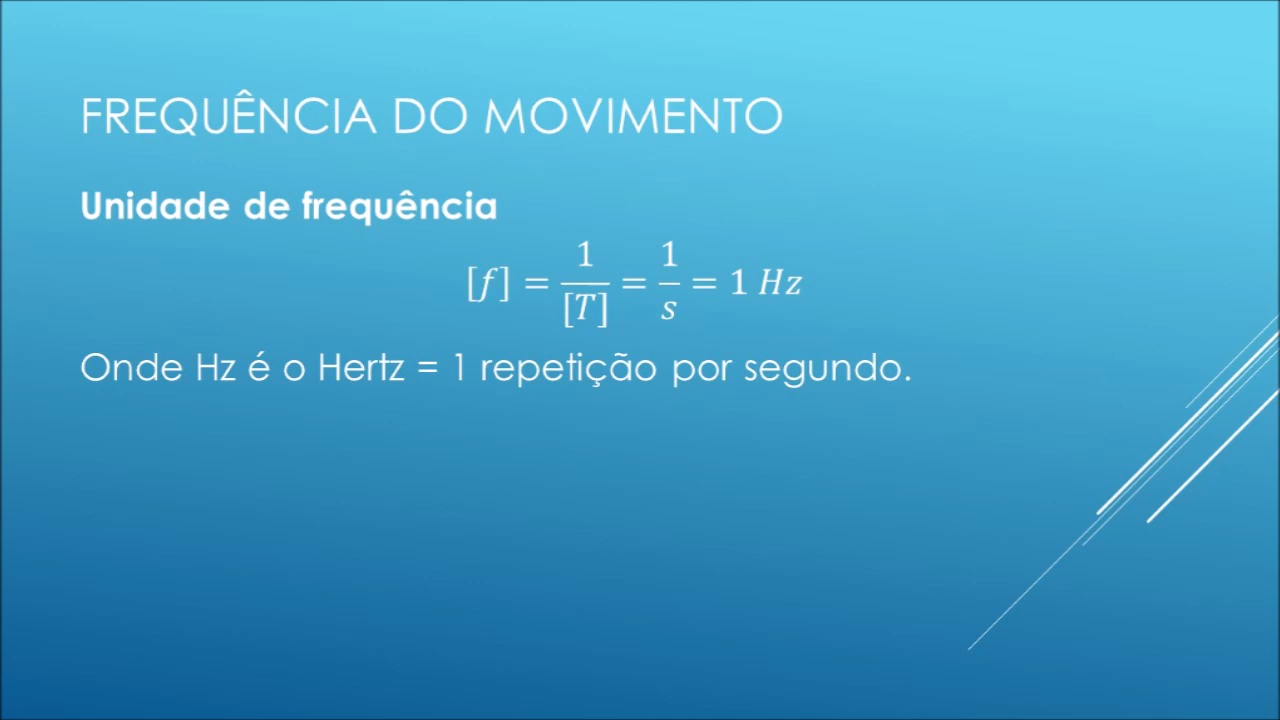 FREQUÊNCIA DO MOVIMENTO
Unidade de frequência
[f] = 1/[T] = 1/s = 1 Hz
Onde Hz é o Hertz = 1 repetição por segundo.